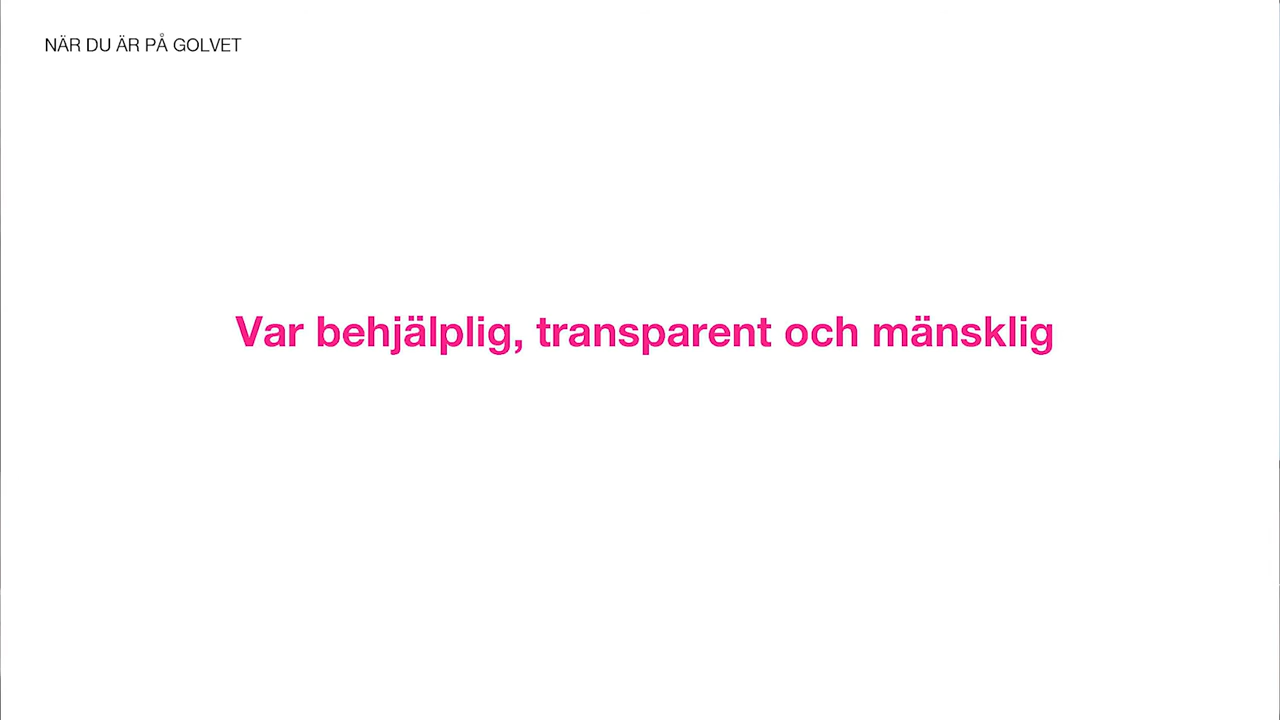 NÄR DU ÄR PÅ GOLVET
Var behjälplig, transparent och mänsklig